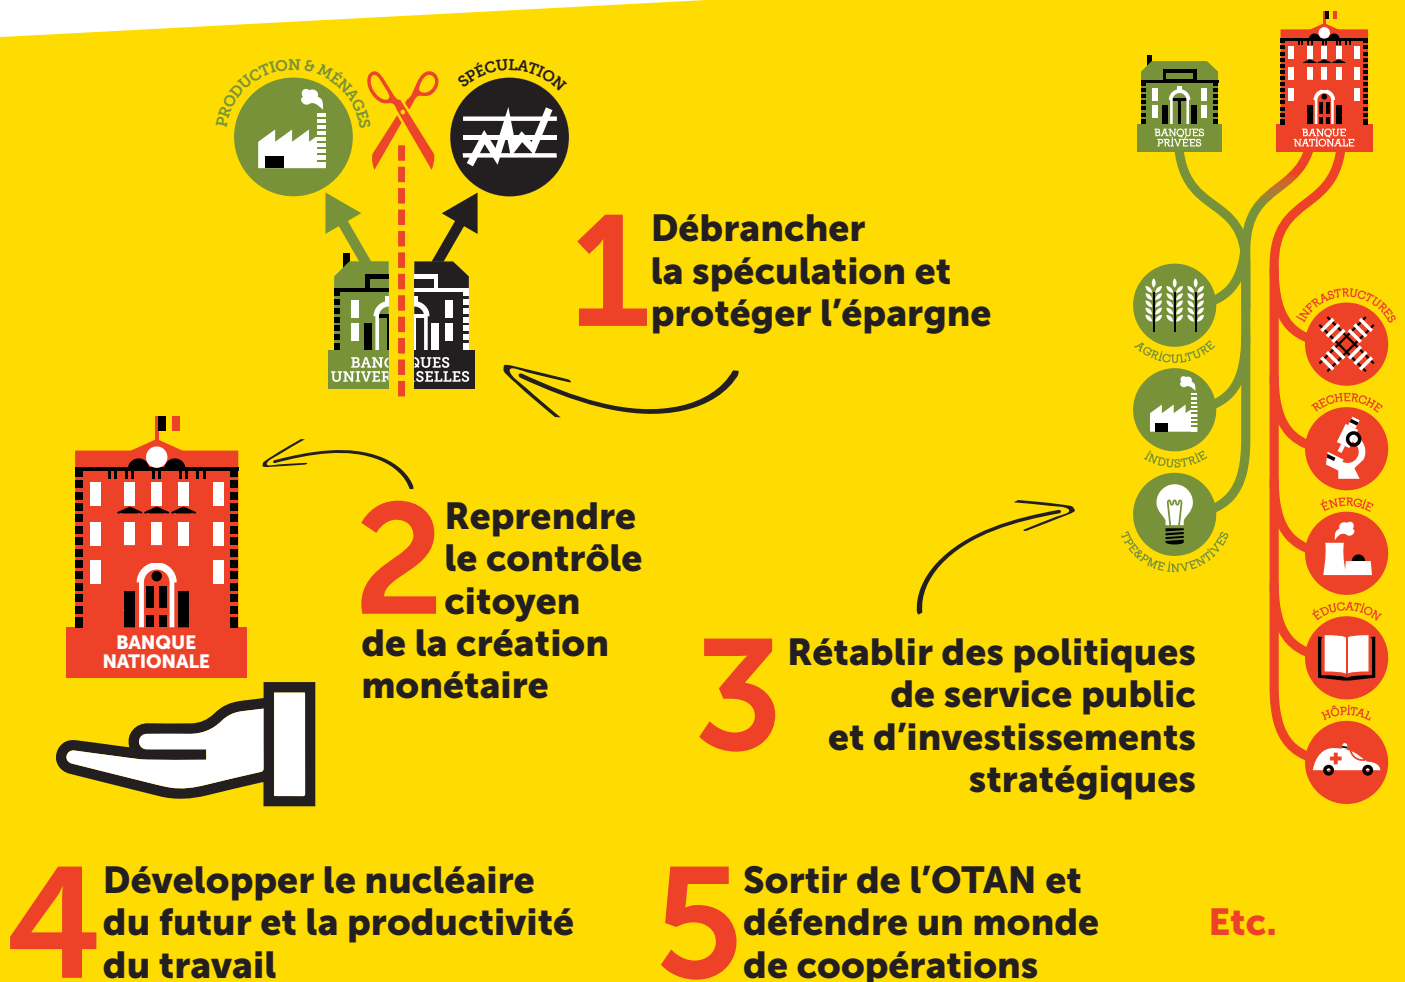 PRODUCTION & MÉNAGES
SPÉCULATION
BANQUES
UNIVERSELLES
1
Débrancher
la spéculation et
protéger l’épargne
BANQUE
NATIONALE
2
Reprendre
le contrôle
citoyen
de la création
monétaire
BANQUES
PRIVÉES
BANQUE
NATIONALE
AGRICULTURE
INDUSTRIE
TPE&PME INVENTIVES
INFRASTRUCTURES
RECHERCHE
ÉNERGIE
ÉDUCATION
HÔPITAL
3
Rétablir des politiques
de service public
et d’investissements
stratégiques
4
Développer le nucléaire
du futur et la productivité
du travail
5
Sortir de l’OTAN et
défendre un monde
de coopérations
Etc.